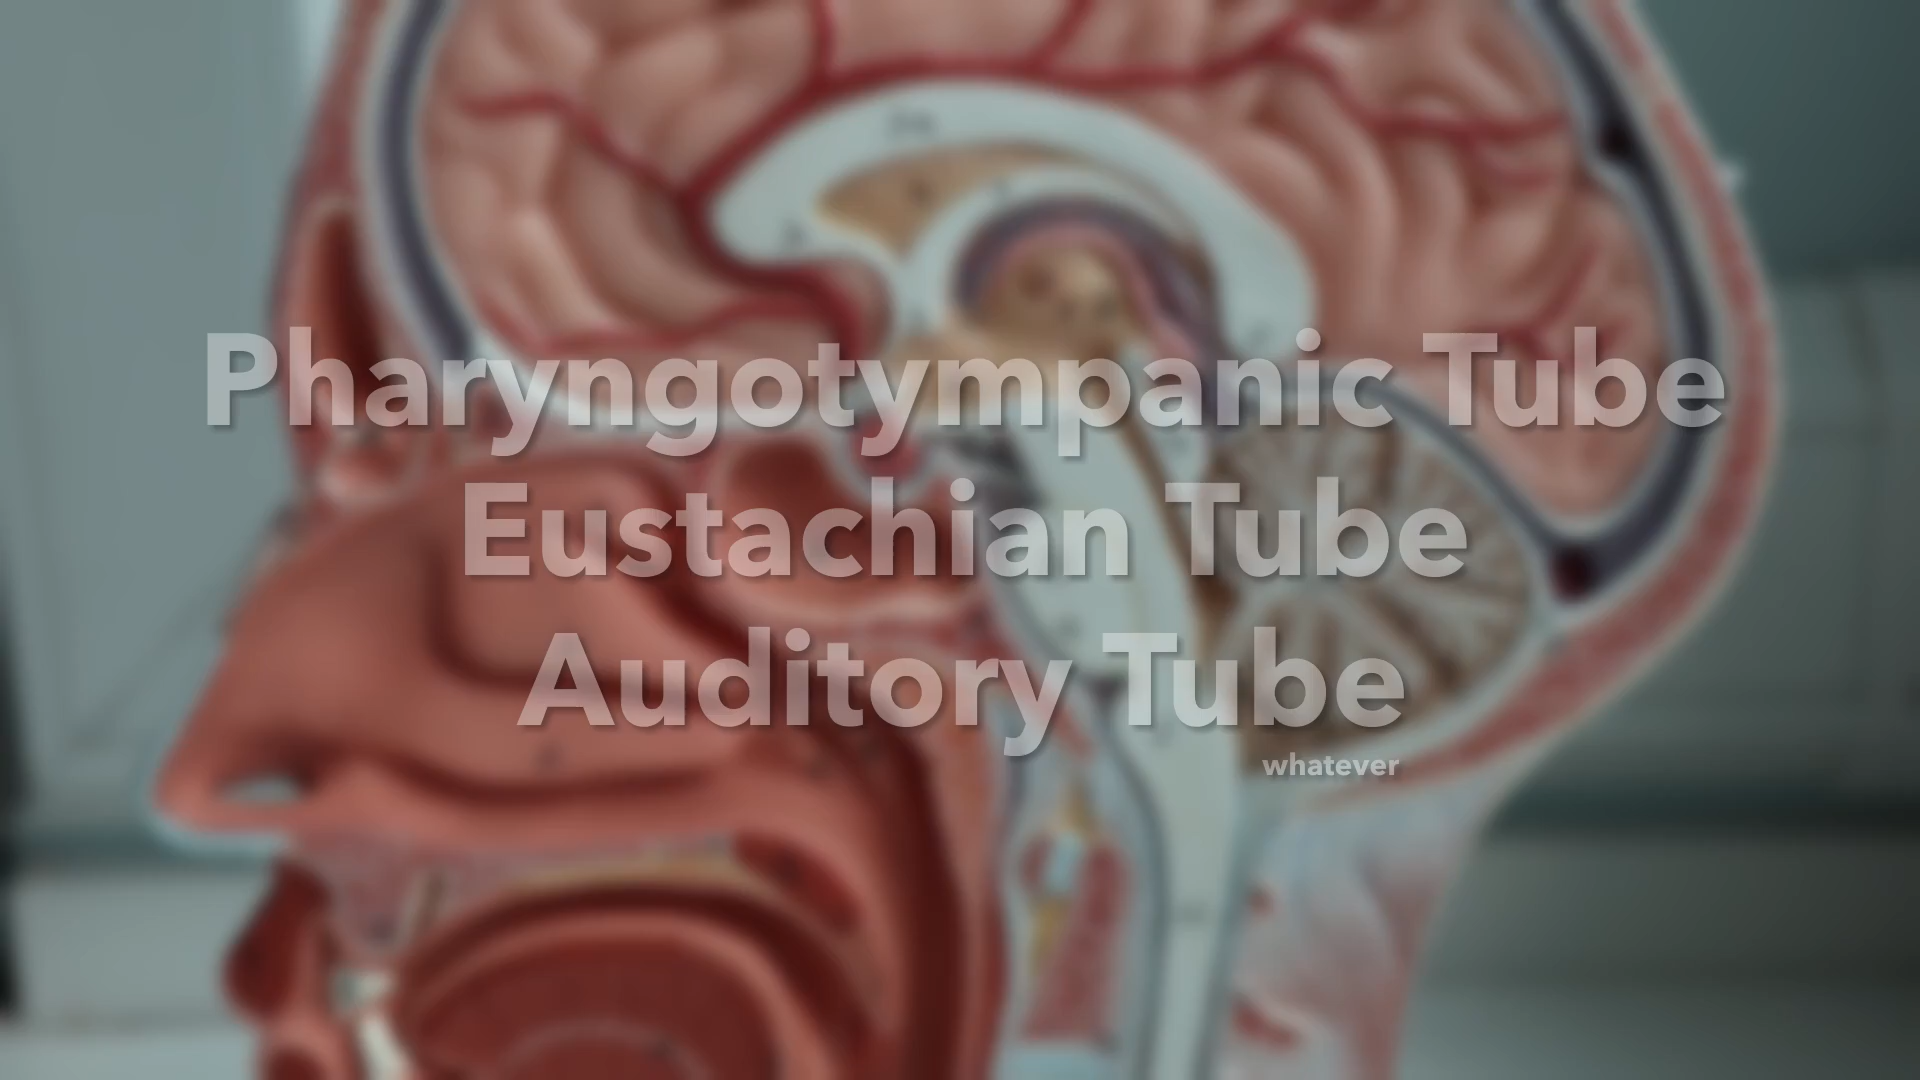 Pharyngotympanic Tube
Eustachian Tube
Auditory Tube
whatever